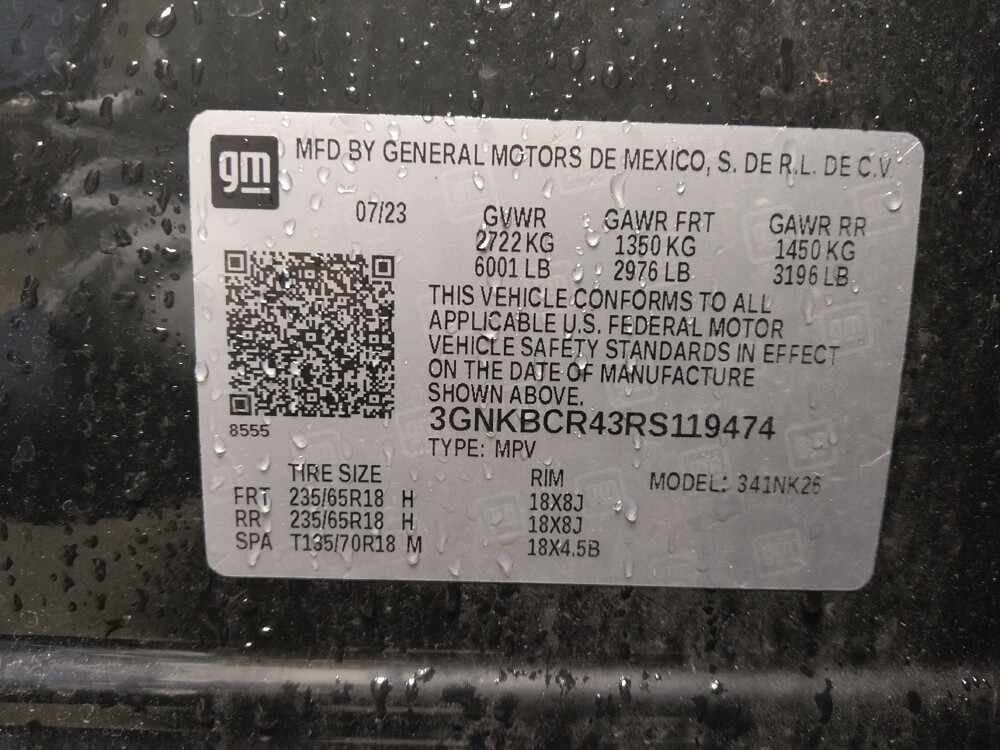 gm
MFD BY GENERAL MOTORS DE MEXICO, S. DE R.L. DE C.V.
07/23
GVWR GAWR FRT GAWR RR
2722 KG 1350 KG 1450 KG
6001 LB 2976 LB 3196 LB
THIS VEHICLE CONFORMS TO ALL
APPLICABLE U.S. FEDERAL MOTOR
VEHICLE SAFETY STANDARDS IN EFFECT
ON THE DATE OF MANUFACTURE
SHOWN ABOVE.
8555
3GNKBCR43RS119474
TYPE: MPV
TIRE SIZE RIM MODEL: 341NK26
FRT 235/65R18 H 18X8J
RR 235/65R18 H 18X8J
SPA T135/70R18 M 18X4.5B